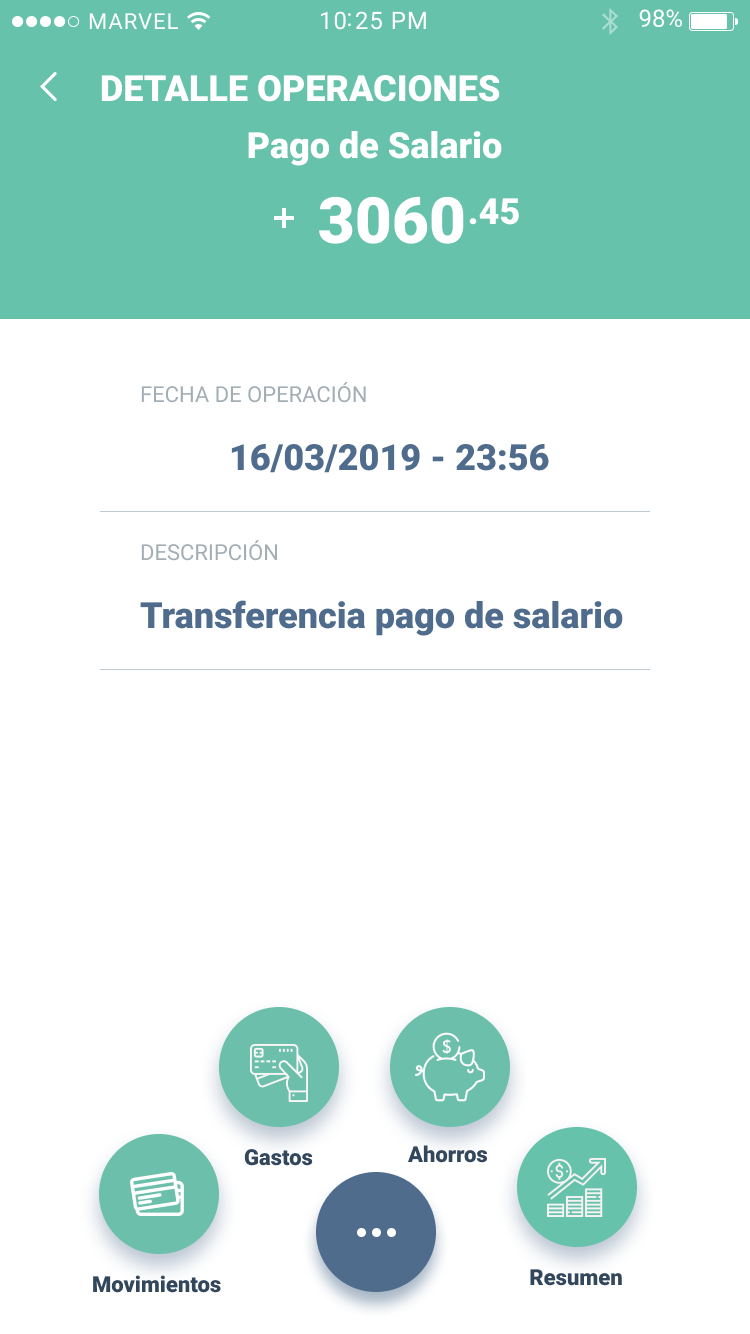 MARVEL 10:25 PM 98%
DETALLE OPERACIONES
Pago de Salario
+ 3060.45
FECHA DE OPERACIÓN
16/03/2019 - 23:56
DESCRIPCIÓN
Transferencia pago de salario
Gastos
Ahorros
Movimientos
Resumen